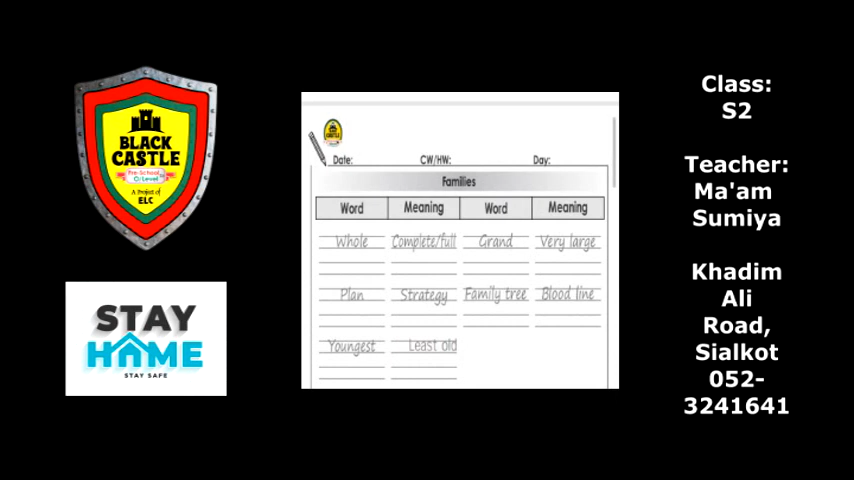 BLACK
CASTLE
Pre-School
O/Level
A Project of
ELC
STAY
HOME
STAY SAFE
Date: CW/HW: Day:
Families
Word Meaning Word Meaning
Whole Complete/full Grand Very large
Plan Strategy Family tree Blood line
Youngest Least old
Class:
S2
Teacher:
Ma'am
Sumiya
Khadim
Ali
Road,
Sialkot
052-
3241641